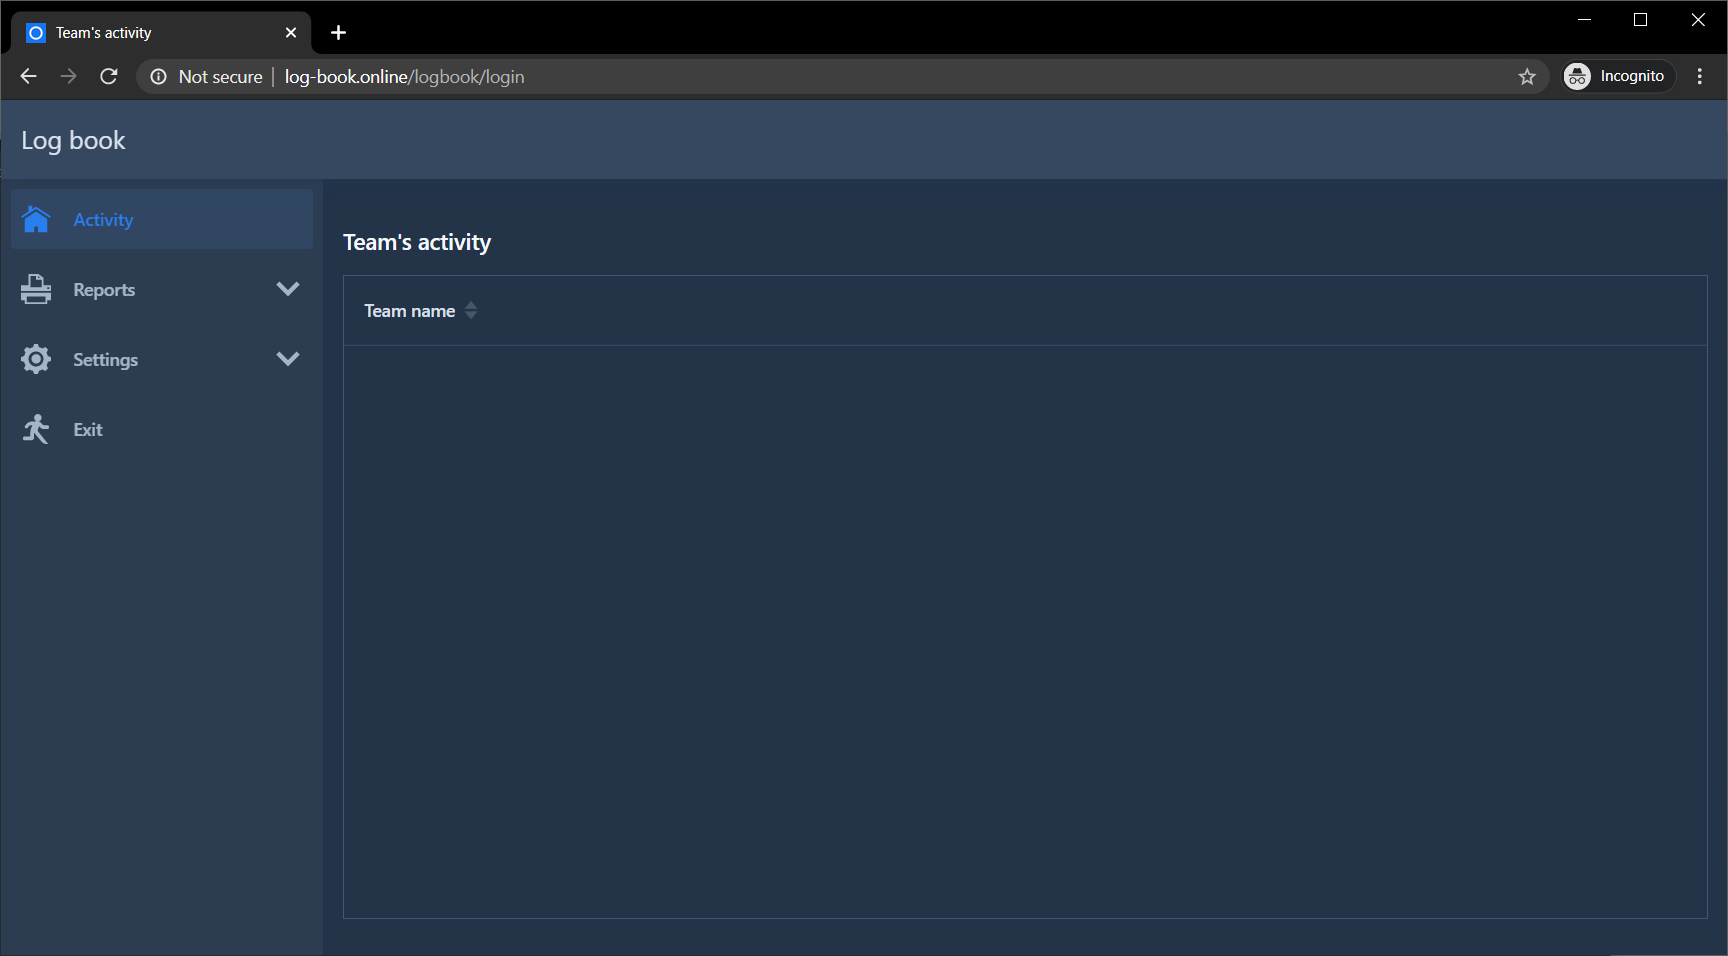 Team's activity
Not secure | log-book.online/logbook/login
Incognito
Log book
Activity
Reports
Settings
Exit
Team's activity
Team name